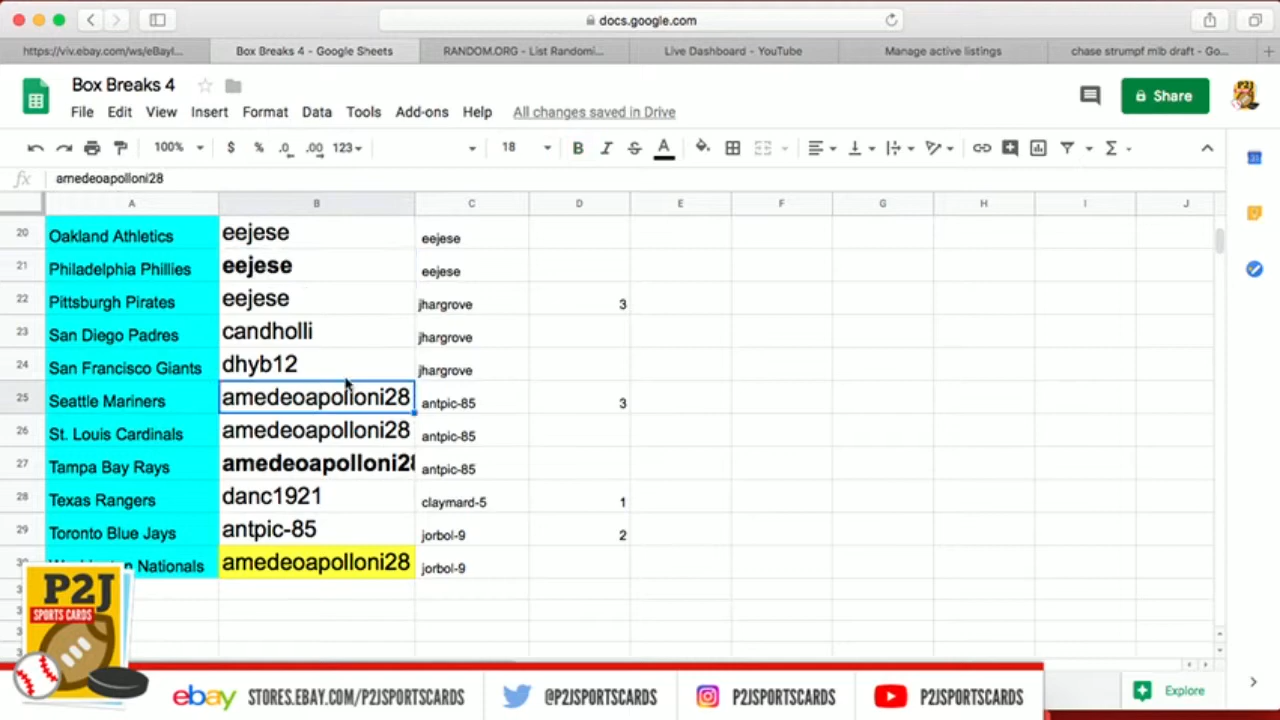 docs.google.com
https://viv.ebay.com/ws/eBayI...
Box Breaks 4 - Google Sheets
RANDOM.ORG - List Randomi...
Live Dashboard - YouTube
Manage active listings
chase strumpf mlb draft - Go...
Box Breaks 4
Share
File Edit View Insert Format Data Tools Add-ons Help All changes saved in Drive
100% $ % .0 .00 123 18 B I S A
fx amedeoapolloni28
A B C D E F G H I J
20 Oakland Athletics eejese eejese
21 Philadelphia Phillies eejese eejese
22 Pittsburgh Pirates eejese jhargrove 3
23 San Diego Padres candholli jhargrove
24 San Francisco Giants dhyb12 jhargrove
25 Seattle Mariners amedeoapolloni28 antpic-85 3
26 St. Louis Cardinals amedeoapolloni28 antpic-85
27 Tampa Bay Rays amedeoapolloni28 antpic-85
28 Texas Rangers danc1921 claymard-5 1
29 Toronto Blue Jays antpic-85 jorbol-9 2
Nationals amedeoapolloni28 jorbol-9
P2J
SPORTS CARDS
ebay STORES.EBAY.COM/P2JSPORTSCARDS @P2JSPORTSCARDS P2JSPORTSCARDS P2JSPORTSCARDS
Explore